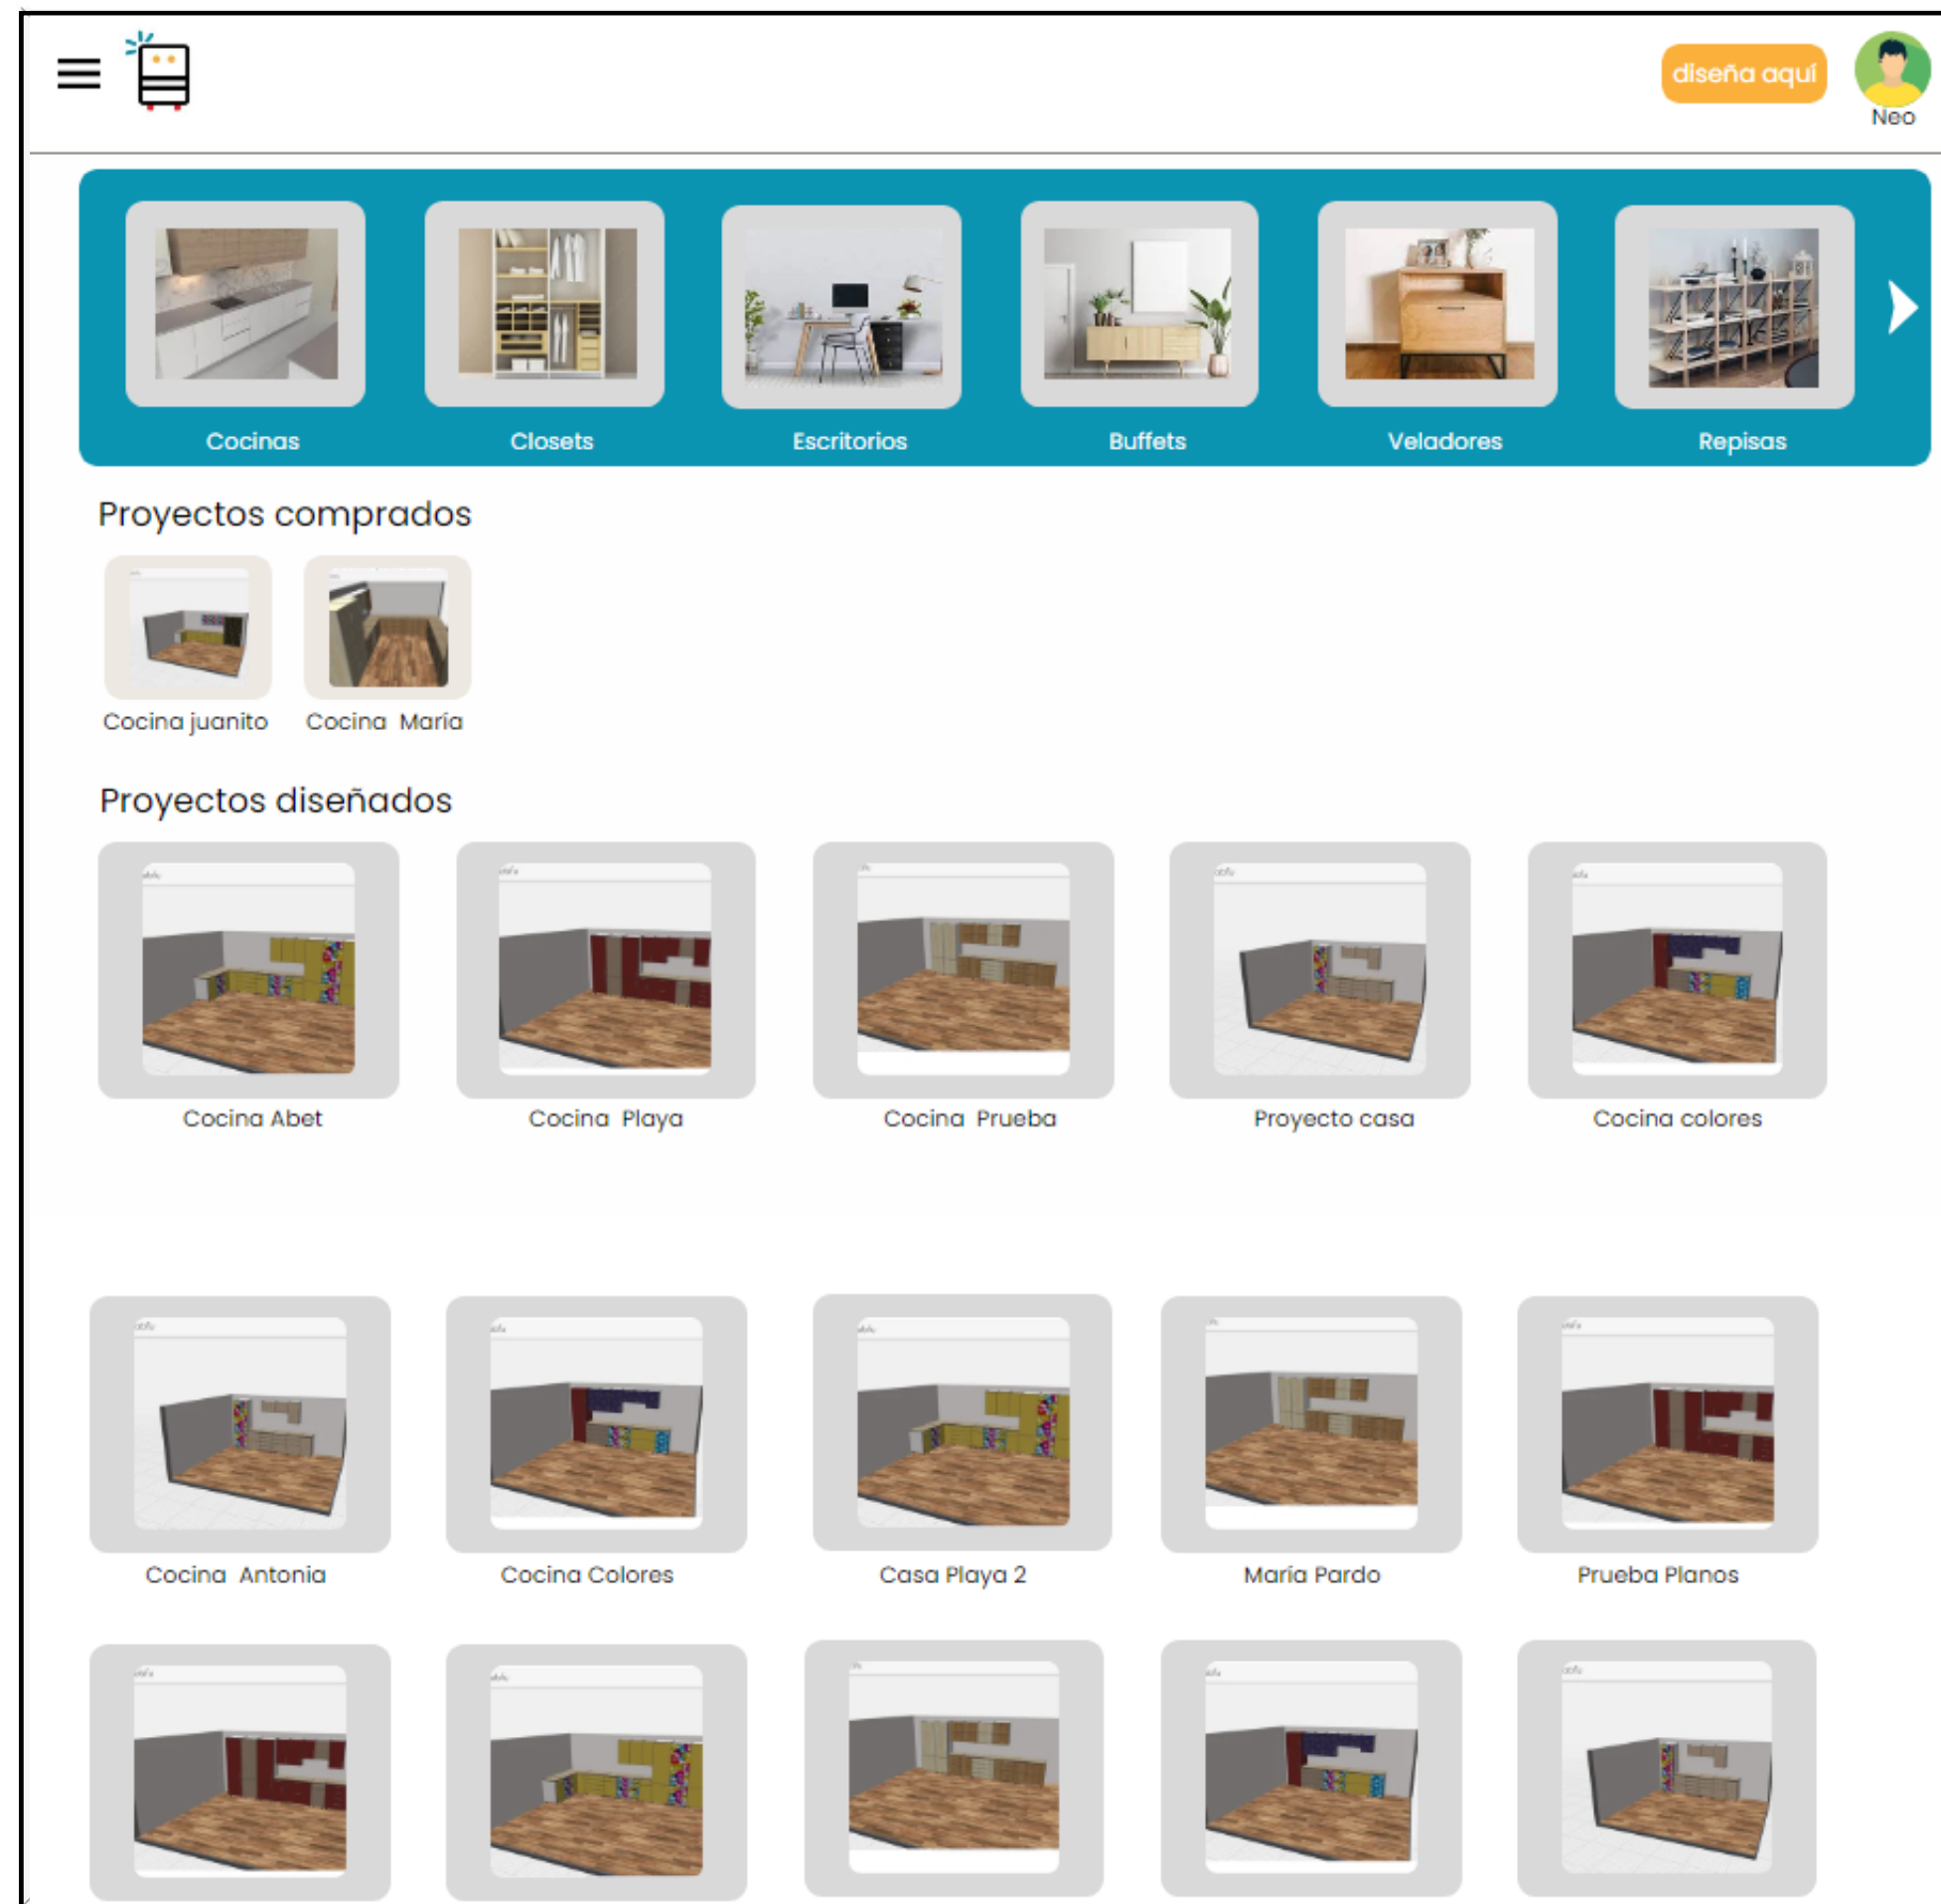 diseña aquí
Neo
Cocinas Closets Escritorios Buffets Veladores Repisas
Proyectos comprados
Cocina juanito Cocina María
Proyectos diseñados
Cocina Abet Cocina Playa Cocina Prueba Proyecto casa Cocina colores
Cocina Antonia Cocina Colores Casa Playa 2 María Pardo Prueba Planos